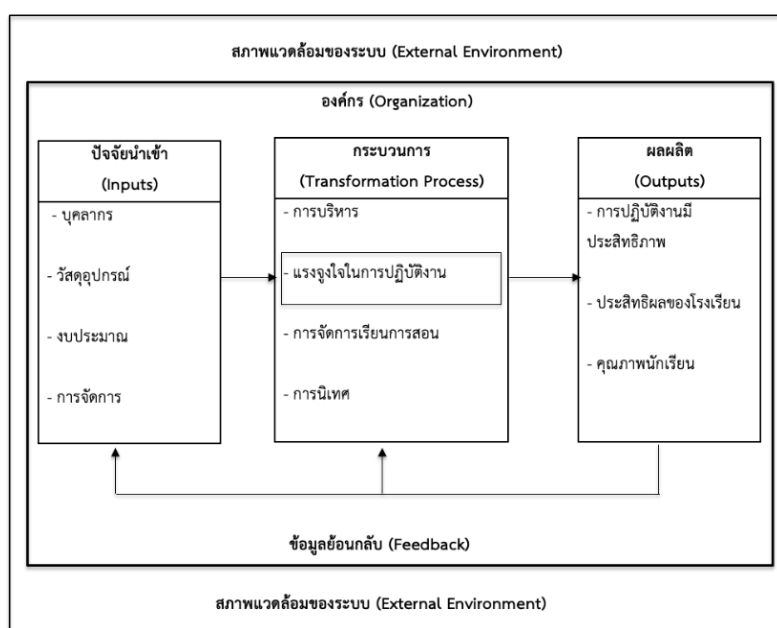 สภาพแวดล้อมของระบบ (External Environment)
องค์กร (Organization)
ปัจจัยนำเข้า
(Inputs)
- บุคลากร
- วัสดุอุปกรณ์
- งบประมาณ
- การจัดการ
กระบวนการ
(Transformation Process)
- การบริหาร
- แรงจูงใจในการปฏิบัติงาน
- การจัดการเรียนการสอน
- การนิเทศ
ผลผลิต
(Outputs)
- การปฏิบัติงานมี
ประสิทธิภาพ
- ประสิทธิผลของโรงเรียน
- คุณภาพนักเรียน
ข้อมูลย้อนกลับ (Feedback)
สภาพแวดล้อมของระบบ (External Environment)